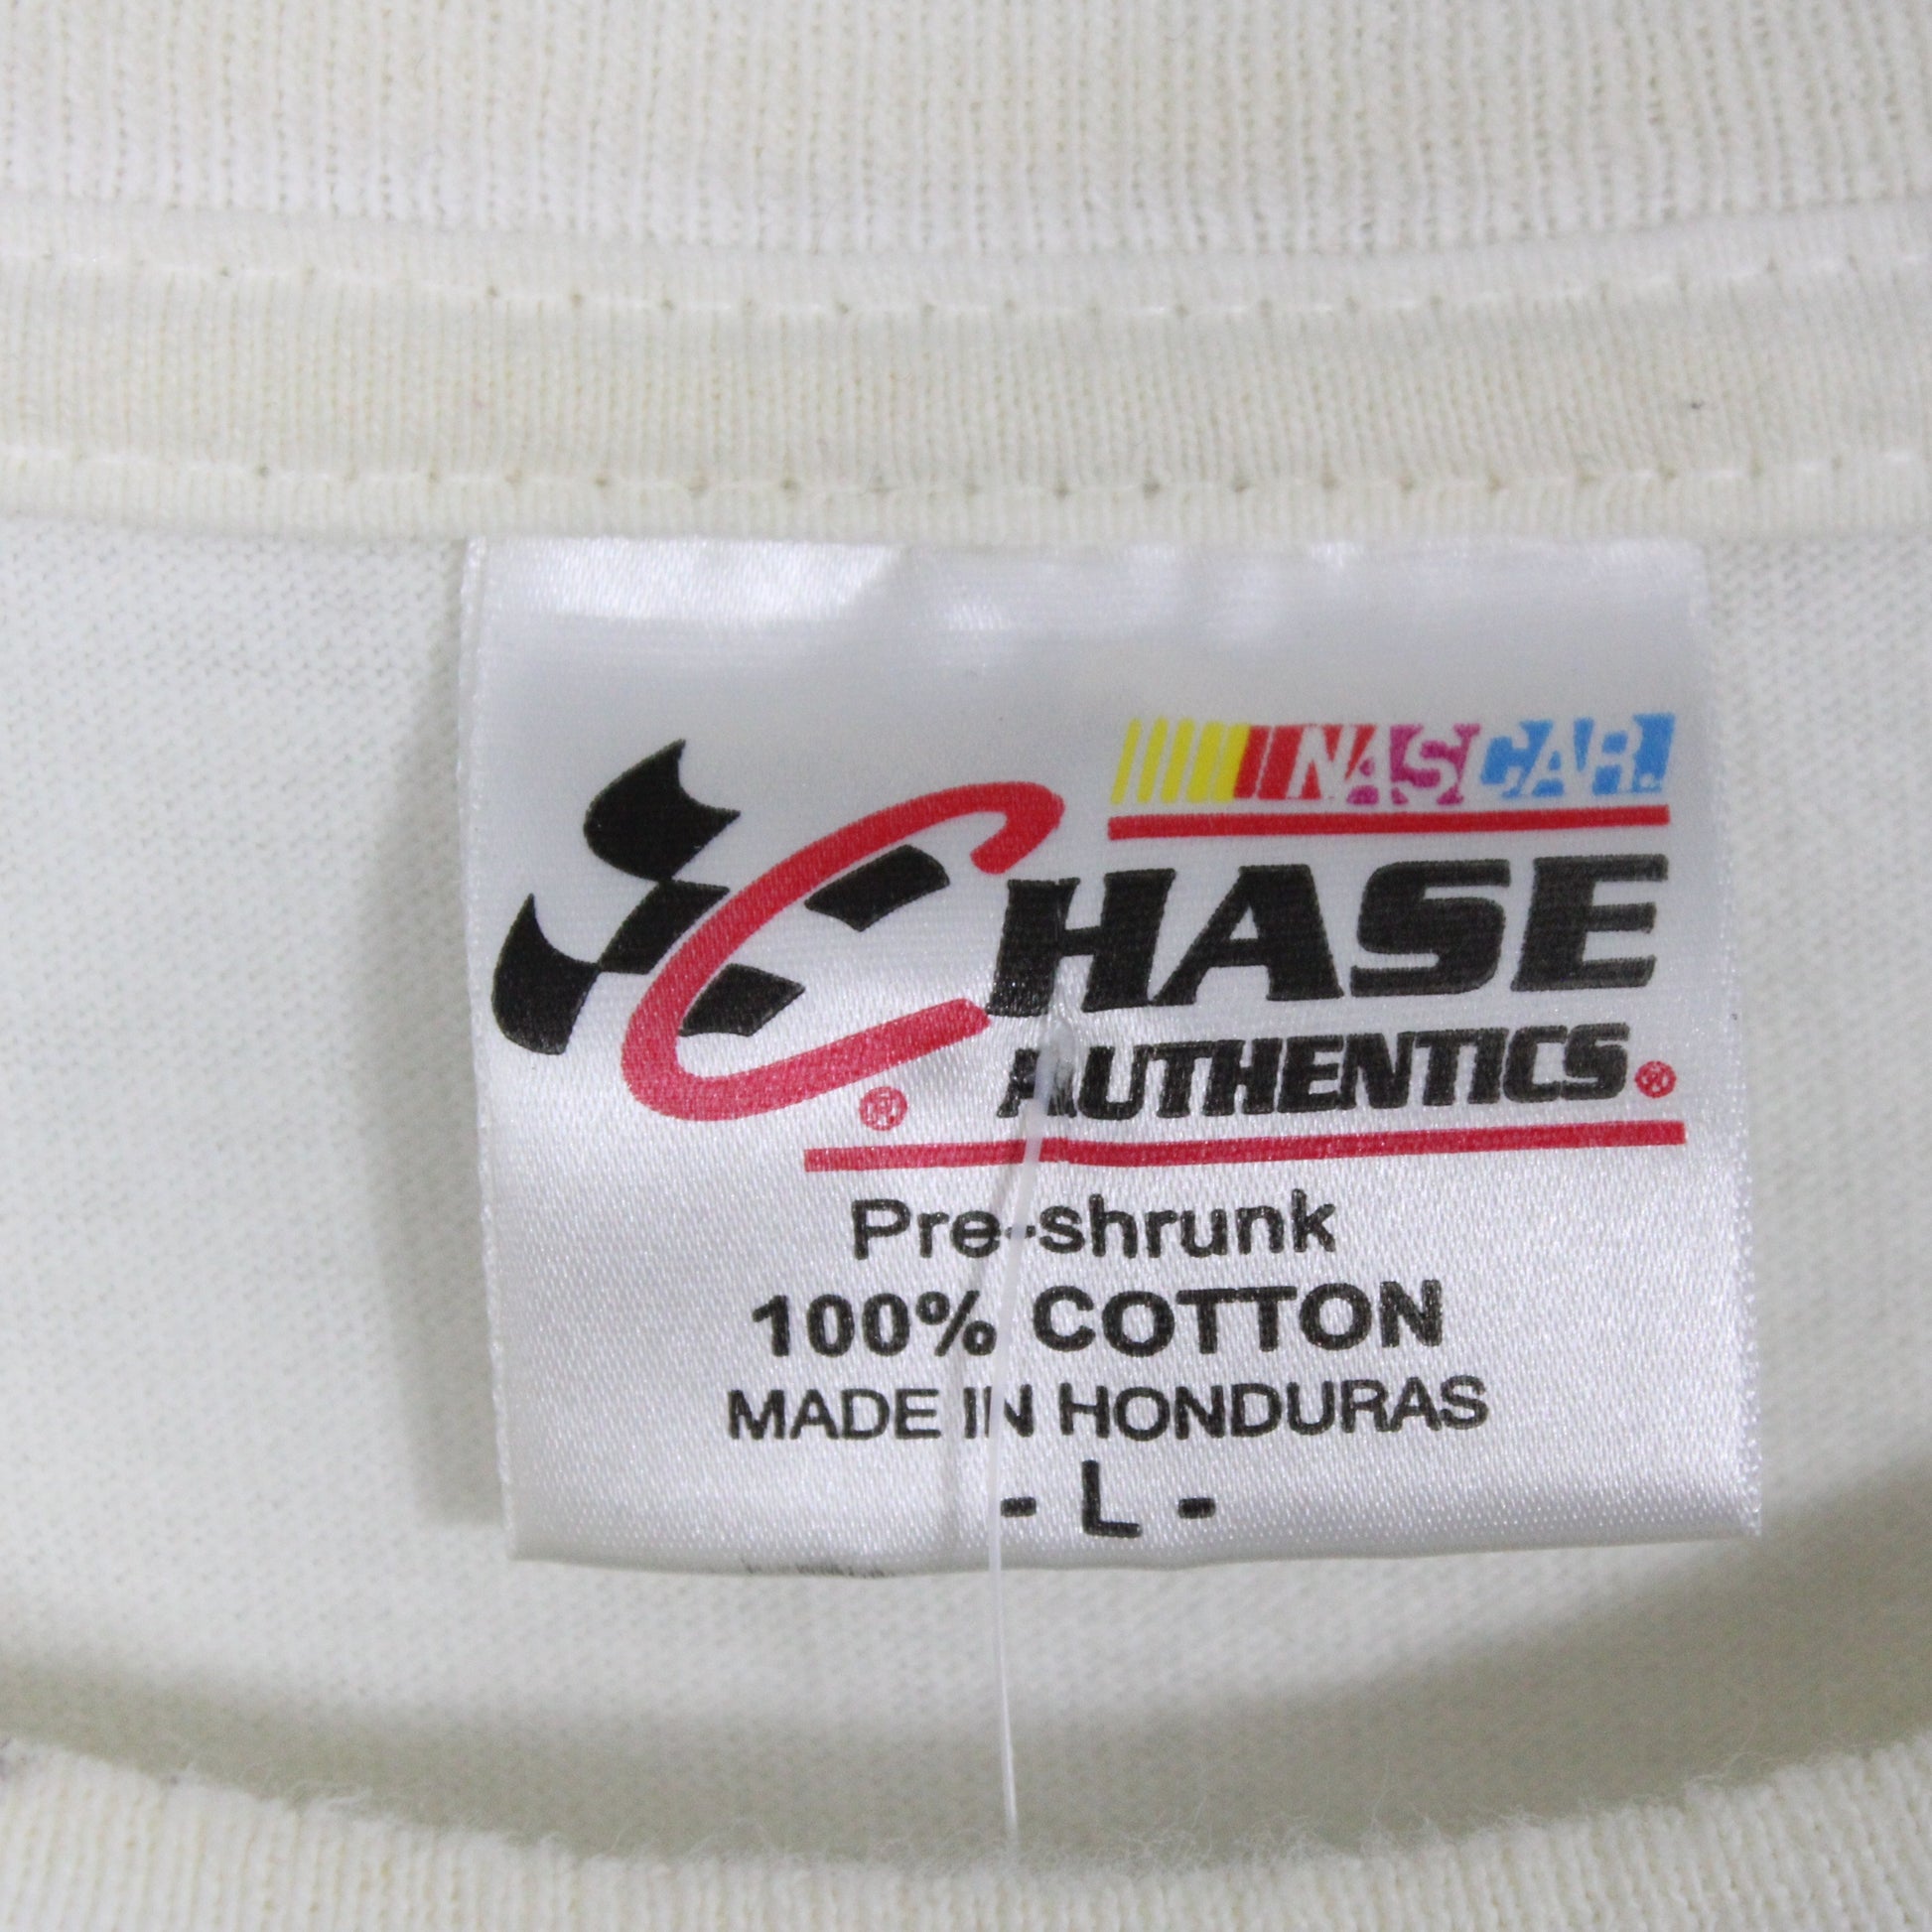 NASCAR.
CHASE
AUTHENTICS®
®
Pre-shrunk
100% COTTON
MADE IN HONDURAS
- L -